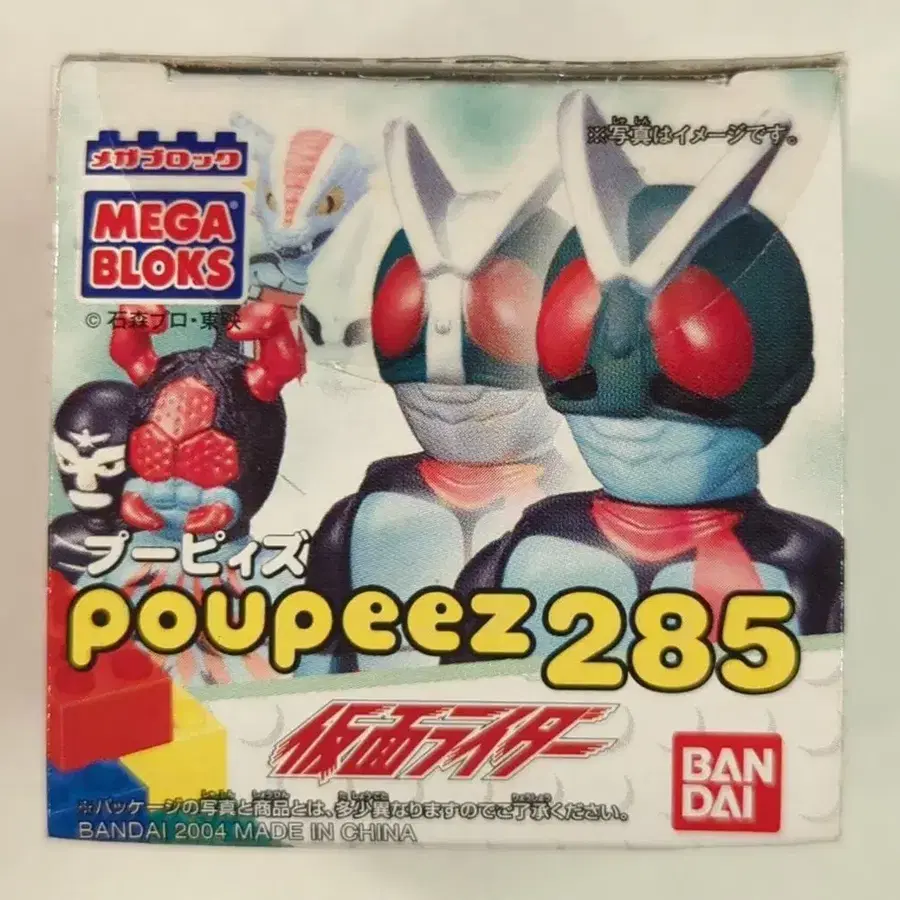 ※写真はイメージです。
メガブロック
MEGA
BLOKS®
© 石森プロ・東映
プーピィズ
poupeez 285
仮面ライダー
BAN
DAI
※パッケージの写真と商品とは、多少異なりますのでご了承ください。
BANDAI 2004 MADE IN CHINA